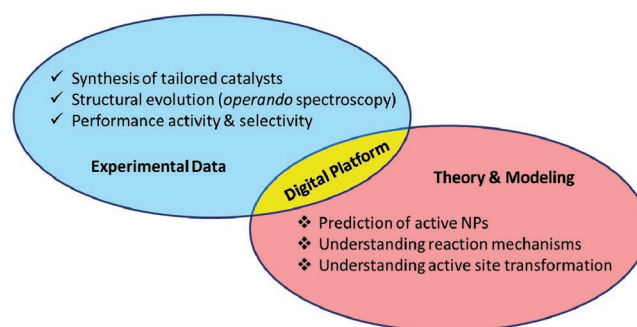 ✓ Synthesis of tailored catalysts
✓ Structural evolution (operando spectroscopy)
✓ Performance activity & selectivity
Experimental Data
Digital Platform
Theory & Modeling
❖ Prediction of active NPs
❖ Understanding reaction mechanisms
❖ Understanding active site transformation